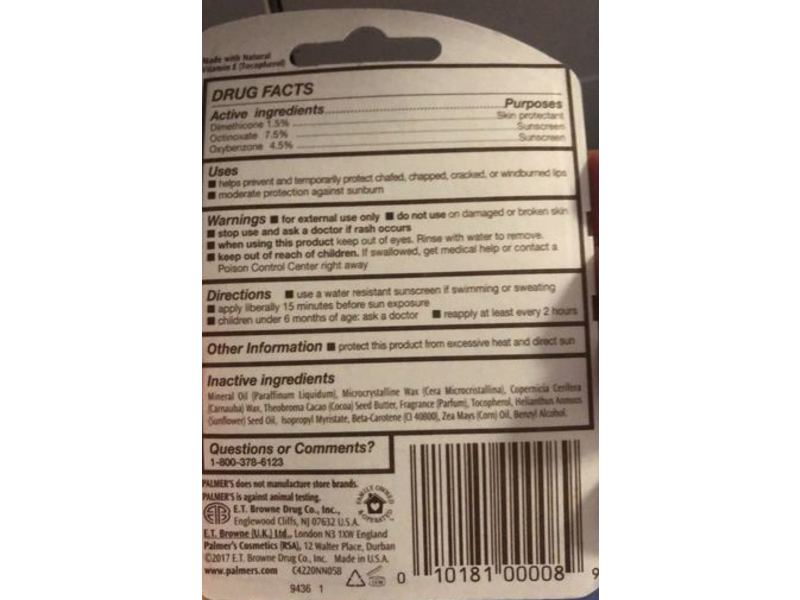 Made with Natural
Vitamin E (Tocopherol)
DRUG FACTS
Active ingredients..........Purposes
Dimethicone 1.5% .......... Skin protectant
Octinoxate 7.5% .......... Sunscreen
Oxybenzone 4.5% .......... Sunscreen
Uses
■ helps prevent and temporarily protect chafed, chapped, cracked, or windburned lips
■ moderate protection against sunburn
Warnings ■ for external use only ■ do not use on damaged or broken skin
■ stop use and ask a doctor if rash occurs
■ when using this product keep out of eyes. Rinse with water to remove.
■ keep out of reach of children. If swallowed, get medical help or contact a
Poison Control Center right away
Directions ■ use a water resistant sunscreen if swimming or sweating
■ apply liberally 15 minutes before sun exposure
■ children under 6 months of age: ask a doctor ■ reapply at least every 2 hours
Other Information ■ protect this product from excessive heat and direct sun
Inactive ingredients
Mineral Oil (Paraffinum Liquidum), Microcrystalline Wax (Cera Microcristallina), Copernicia Cerifera
(Carnauba) Wax, Theobroma Cacao (Cocoa) Seed Butter, Fragrance (Parfum), Tocopherol, Helianthus Annuus
(Sunflower) Seed Oil, Isopropyl Myristate, Beta-Carotene (CI 40800), Zea Mays (Corn) Oil, Benzyl Alcohol.
Questions or Comments?
1-800-378-6123
PALMER'S does not manufacture store brands.
PALMER'S is against animal testing.
FAMILY OWNED & OPERATED
ETB
E.T. Browne Drug Co., Inc.,
Englewood Cliffs, NJ 07632 U.S.A.
E.T. Browne (U.K.) Ltd., London N3 1XW England
Palmer's Cosmetics (RSA), 12 Walter Place, Durban
©2017 E.T. Browne Drug Co., Inc. Made in U.S.A.
www.palmers.com C4220NN05B
9436 1
0 10181 00008 9